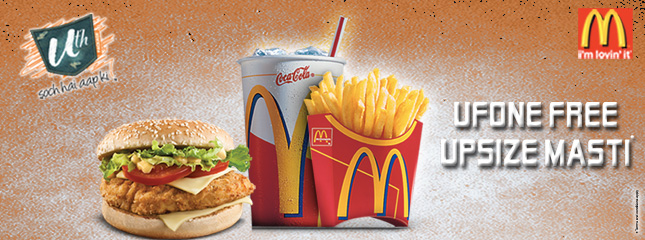 Uth
soch hai aap ki!
Coca-Cola
i'm lovin' it
UFONE FREE
UPSIZE MASTI